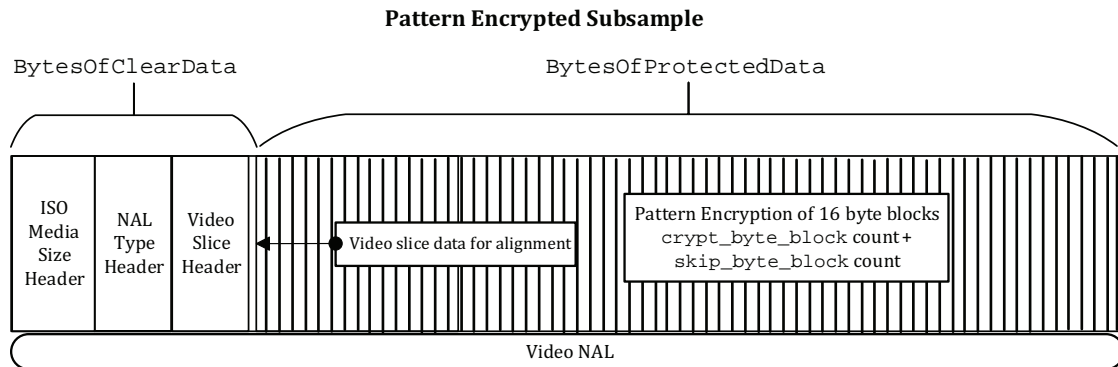 Pattern Encrypted Subsample
BytesOfClearData
BytesOfProtectedData
ISO
Media
Size
Header
NAL
Type
Header
Video
Slice
Header
Video slice data for alignment
Pattern Encryption of 16 byte blocks
crypt_byte_block count +
skip_byte_block count
Video NAL